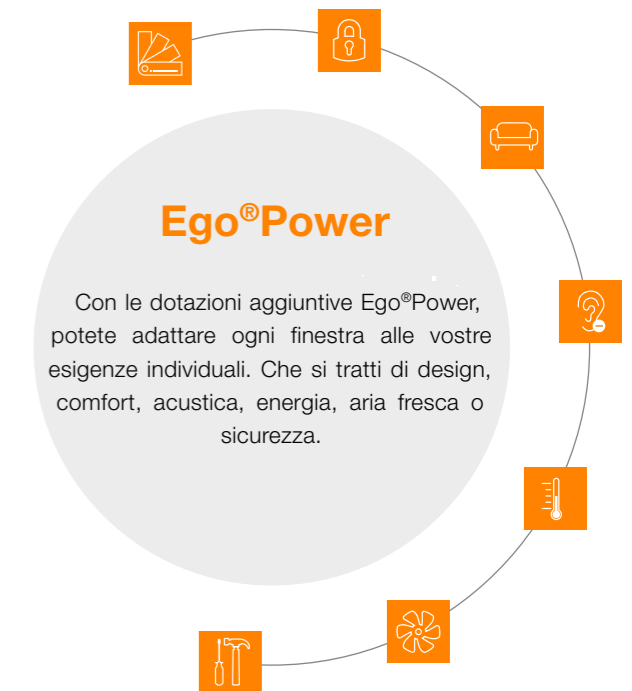 Ego®Power
Con le dotazioni aggiuntive Ego®Power,
potete adattare ogni finestra alle vostre
esigenze individuali. Che si tratti di design,
comfort, acustica, energia, aria fresca o
sicurezza.